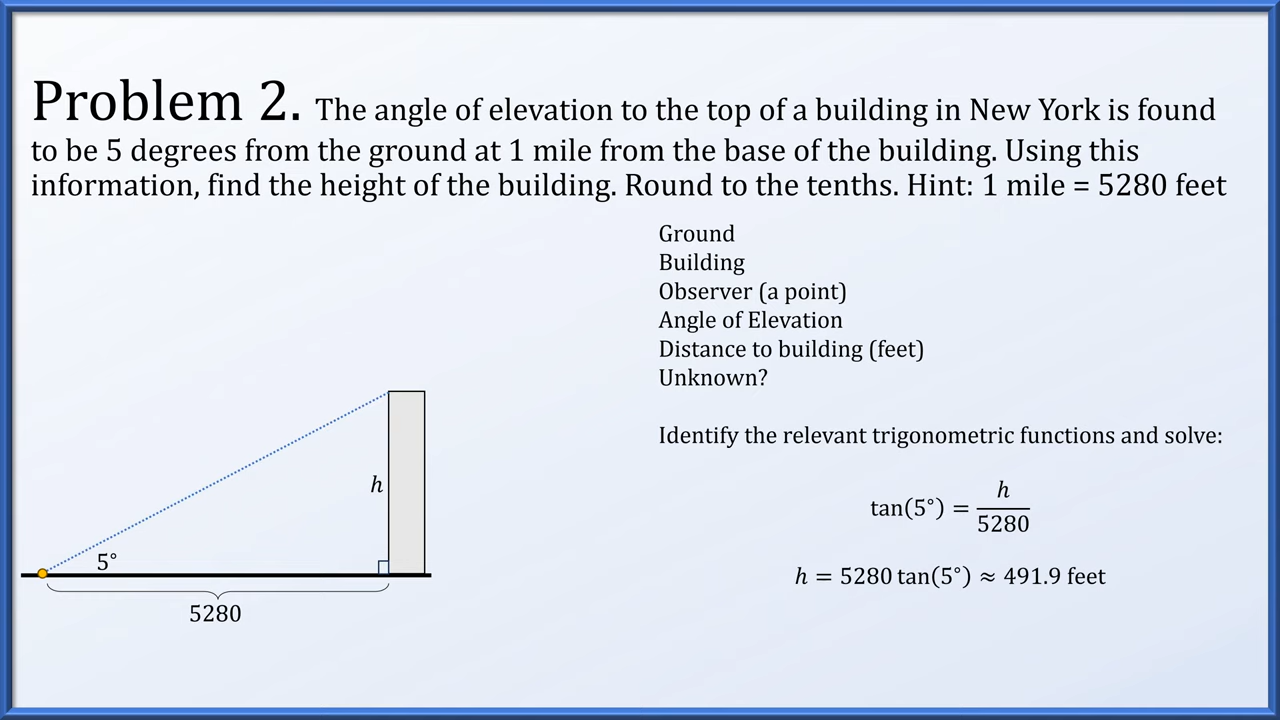 Problem 2. The angle of elevation to the top of a building in New York is found
to be 5 degrees from the ground at 1 mile from the base of the building. Using this
information, find the height of the building. Round to the tenths. Hint: 1 mile = 5280 feet
Ground
Building
Observer (a point)
Angle of Elevation
Distance to building (feet)
Unknown?
Identify the relevant trigonometric functions and solve:
tan(5°) = h/5280
h = 5280 tan(5°) ≈ 491.9 feet
h
5°
5280